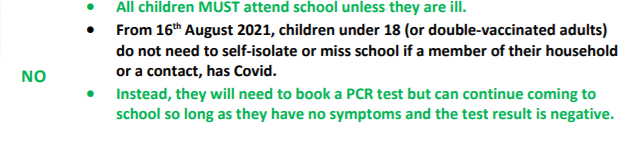 • All children MUST attend school unless they are ill.
• From 16th August 2021, children under 18 (or double-vaccinated adults)
do not need to self-isolate or miss school if a member of their household
or a contact, has Covid.
NO
• Instead, they will need to book a PCR test but can continue coming to
school so long as they have no symptoms and the test result is negative.